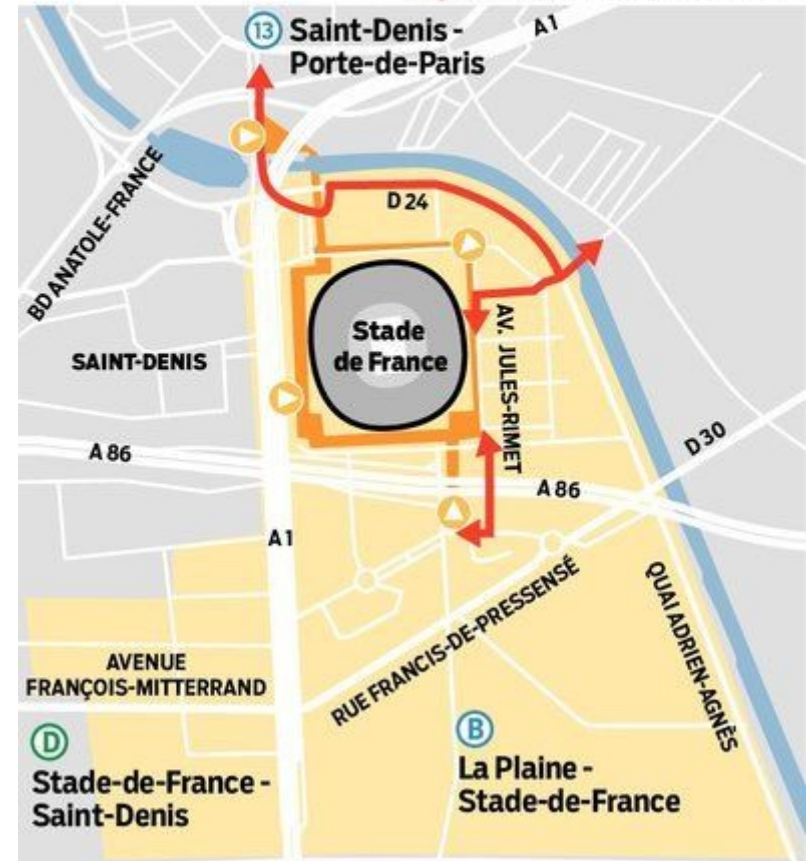 13 Saint-Denis -
Porte-de-Paris
A1
BD ANATOLE-FRANCE
D 24
Stade
de France
AV. JULES-RIMET
SAINT-DENIS
A 86
D 30
A 86
A1
QUAI ADRIEN-AGNÈS
RUE FRANCIS-DE-PRESSENSÉ
AVENUE
FRANÇOIS-MITTERRAND
D
Stade-de-France -
Saint-Denis
B
La Plaine -
Stade-de-France